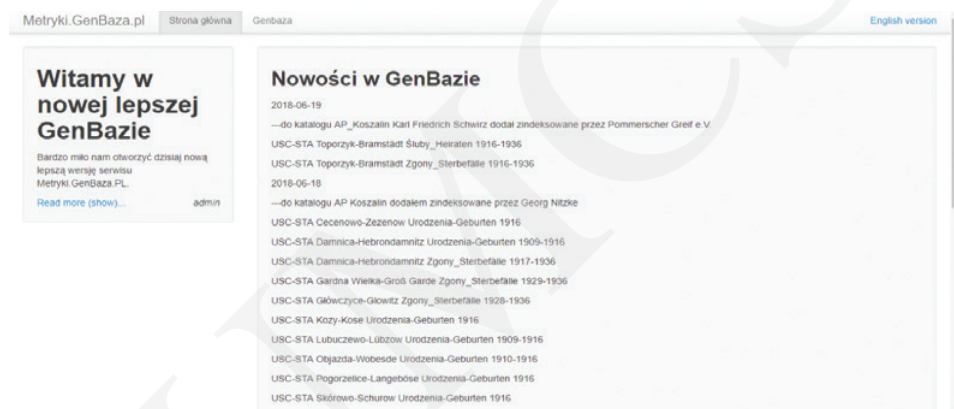 Metryki.GenBaza.pl Strona główna Genbaza English version
Witamy w
nowej lepszej
GenBazie
Bardzo miło nam otworzyć dzisiaj nową
lepszą wersję serwisu
Metryki.GenBaza.PL.
Read more (show)... admin
Nowości w GenBazie
2018-06-19
---do katalogu AP_Koszalin Karl Friedrich Schwirz dodał zindeksowane przez Pommerscher Greif e.V.
USC-STA Toporzyk-Bramstädt Śluby_Heiraten 1916-1936
USC-STA Toporzyk-Bramstädt Zgony_Sterbefälle 1916-1936
2018-06-18
---do katalogu AP Koszalin dodałem zindeksowane przez Georg Nitzke
USC-STA Cecenowo-Zezenow Urodzenia-Geburten 1916
USC-STA Damnica-Hebrondamnitz Urodzenia-Geburten 1909-1916
USC-STA Damnica-Hebrondamnitz Zgony_Sterbefälle 1917-1936
USC-STA Gardna Wielka-Groß Garde Zgony_Sterbefälle 1929-1936
USC-STA Główczyce-Glowitz Zgony_Sterbefälle 1928-1936
USC-STA Kozy-Kose Urodzenia-Geburten 1916
USC-STA Lubuczewo-Lübzow Urodzenia-Geburten 1909-1916
USC-STA Objazda-Wobesde Urodzenia-Geburten 1910-1916
USC-STA Pogorzelice-Langeböse Urodzenia-Geburten 1916
USC-STA Skórowo-Schurow Urodzenia-Geburten 1916